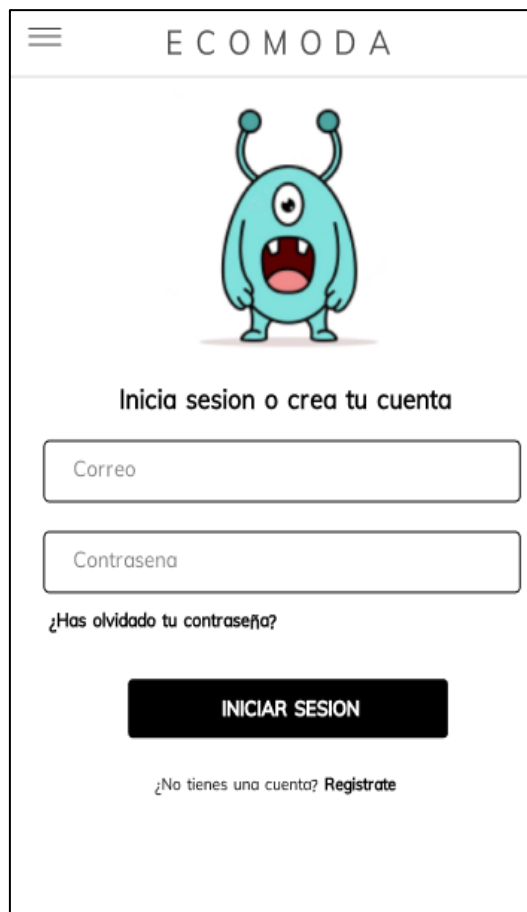 ECOMODA
Inicia sesion o crea tu cuenta
Correo
Contrasena
¿Has olvidado tu contraseña?
INICIAR SESION
¿No tienes una cuenta? Registrate